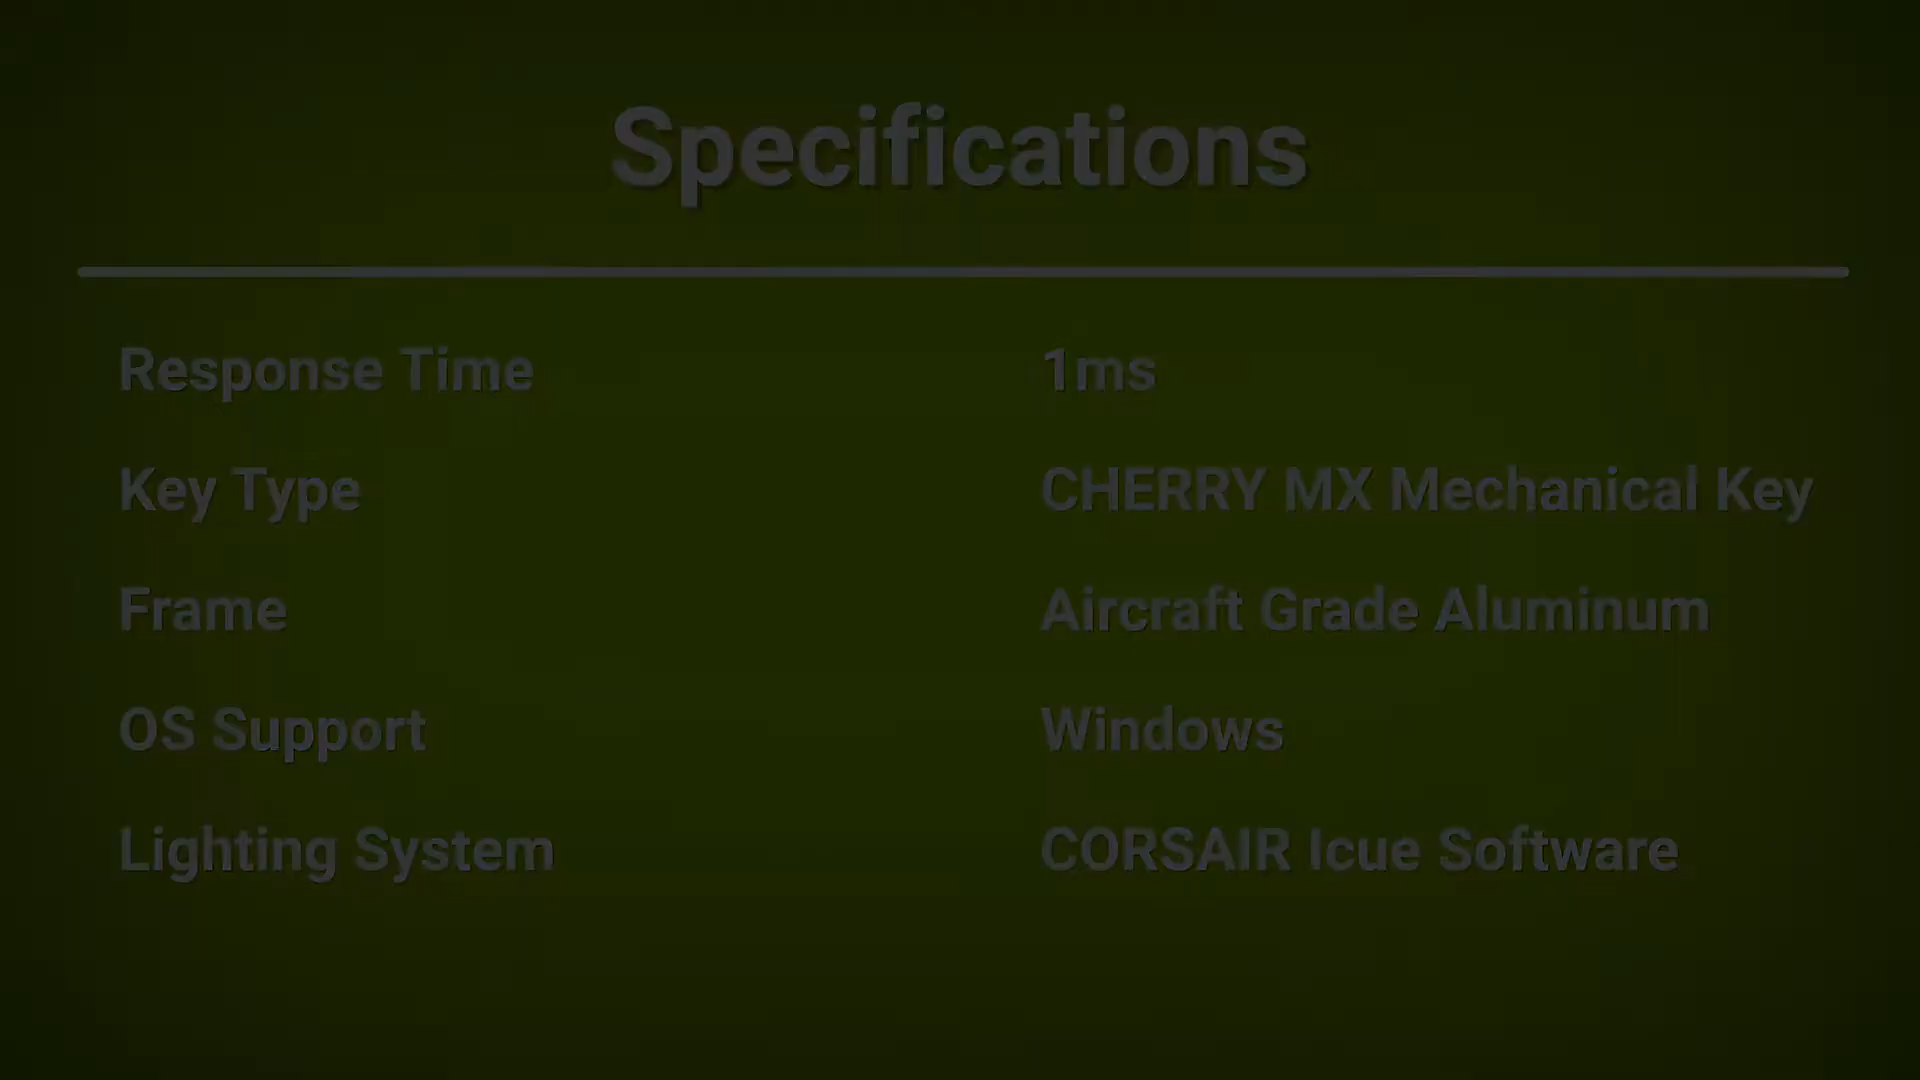 Specifications
Response Time 1ms
Key Type CHERRY MX Mechanical Key
Frame Aircraft Grade Aluminum
OS Support Windows
Lighting System CORSAIR Icue Software